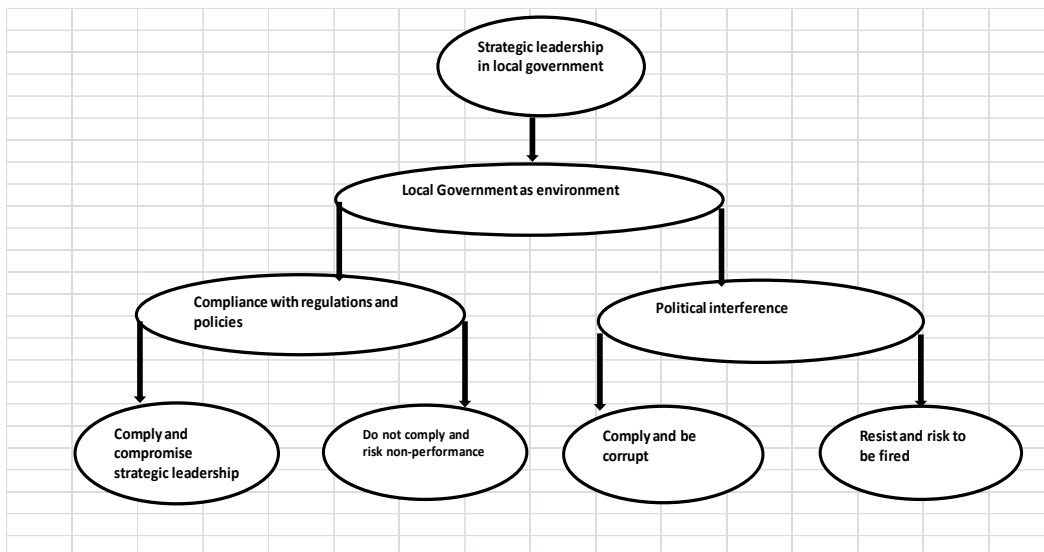 Strategic leadership
in local government
Local Government as environment
Compliance with regulations and
policies
Political interference
Comply and
compromise
strategic leadership
Do not comply and
risk non-performance
Comply and be
corrupt
Resist and risk to
be fired